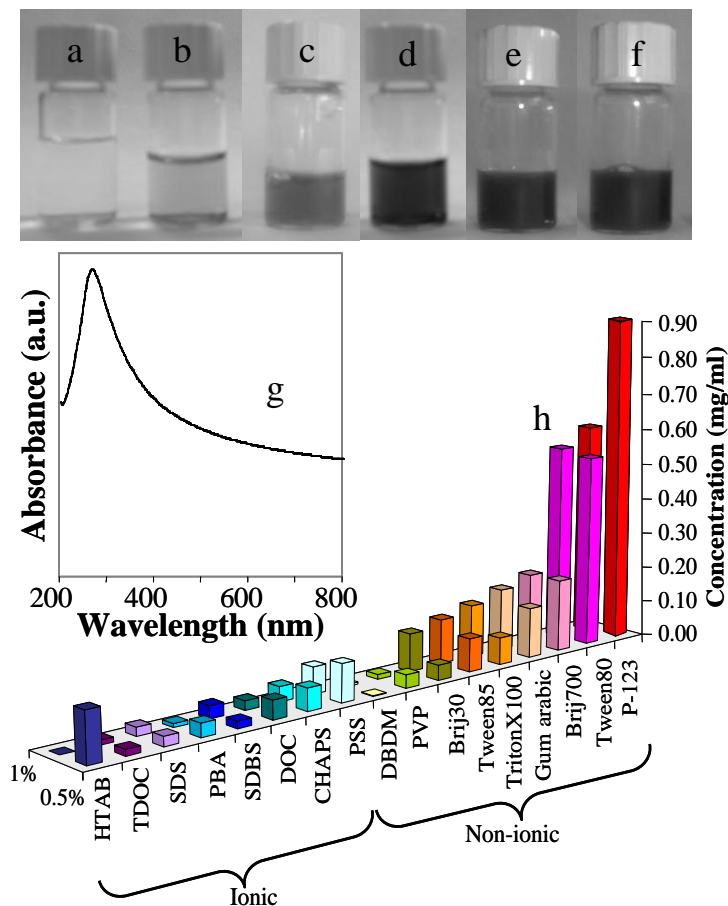 a b c d e f
Absorbance (a.u.)
g
200 400 600 800
Wavelength (nm)
h
0.90
0.80
0.70
0.60
0.50
0.40
0.30
0.20
0.10
0.00
Concentration (mg/ml)
1%
0.5%
HTAB
TDOC
SDS
PBA
SDBS
DOC
CHAPS
PSS
DBDM
PVP
Brij30
Tween85
TritonX100
Gum arabic
Brij700
Tween80
P-123
Ionic
Non-ionic